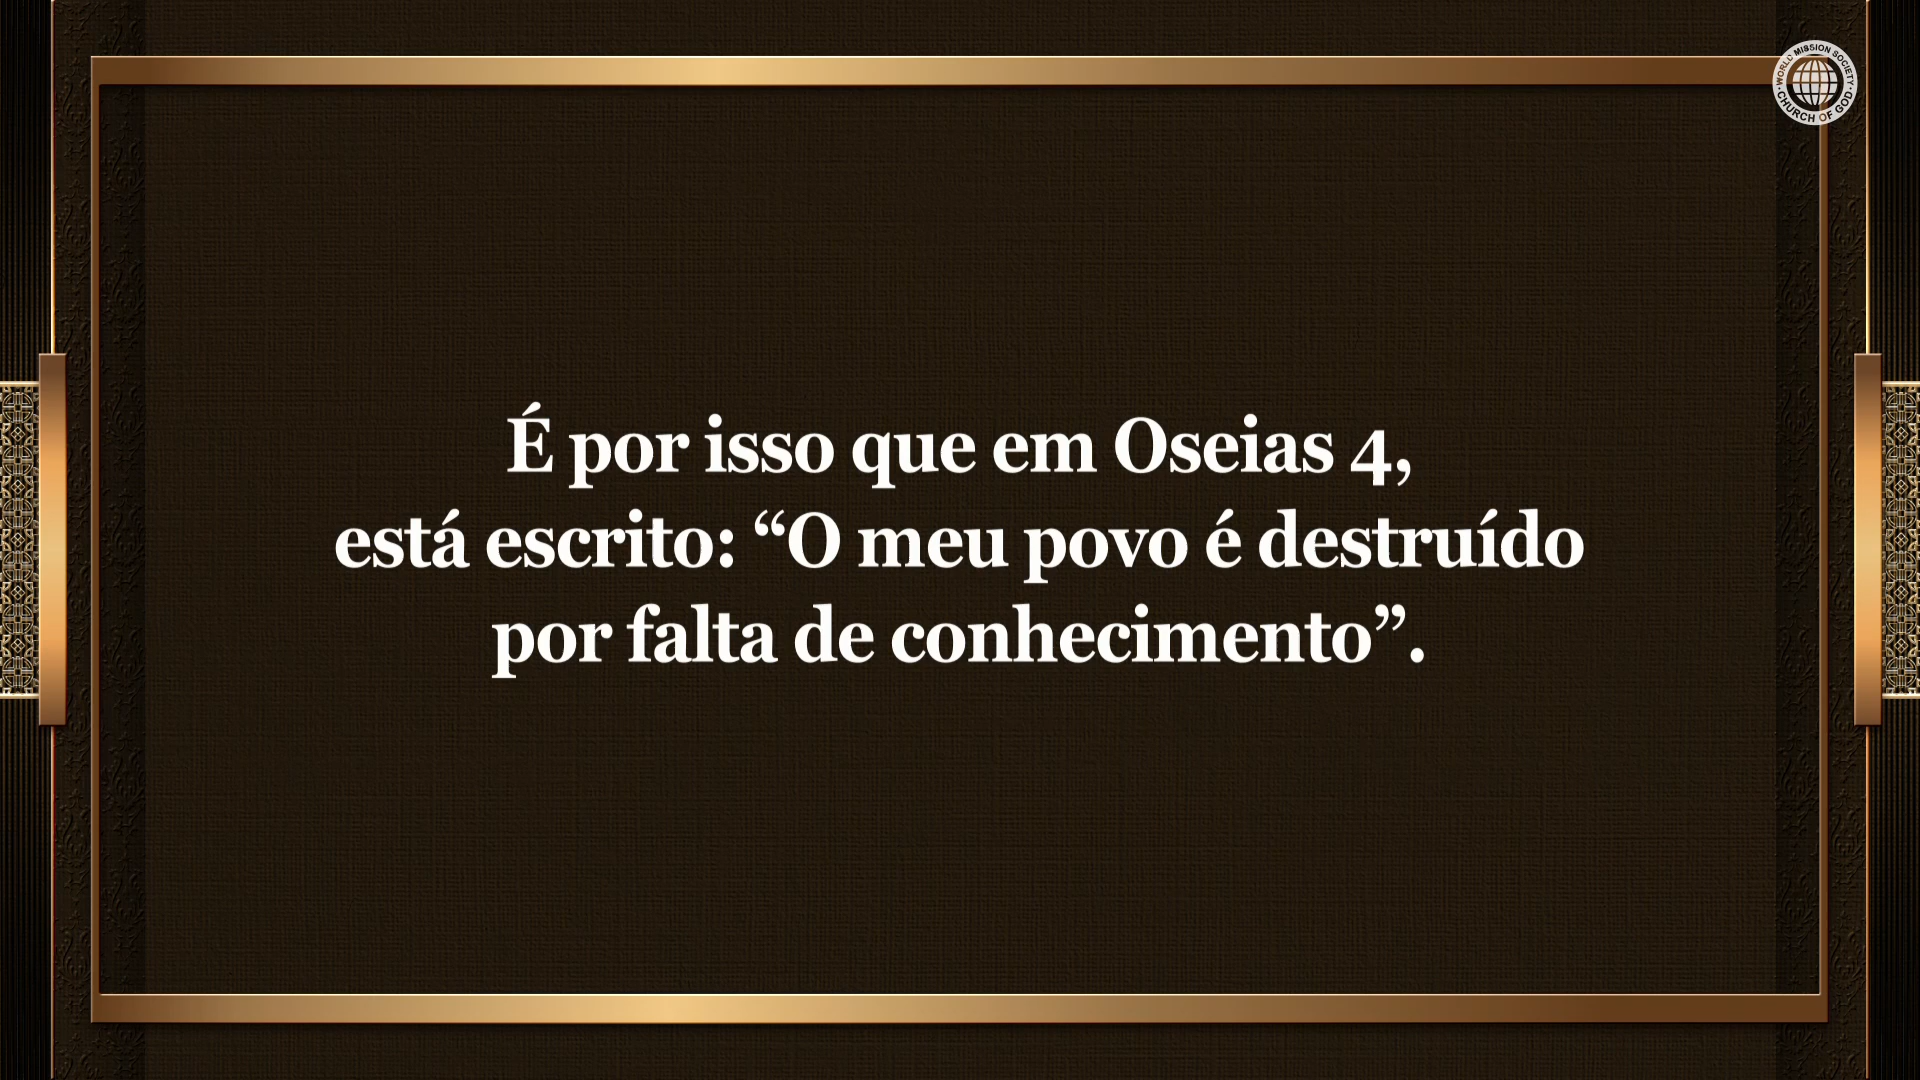 WORLD MISSION SOCIETY
CHURCH OF GOD
É por isso que em Oseias 4,
está escrito: “O meu povo é destruído
por falta de conhecimento”.